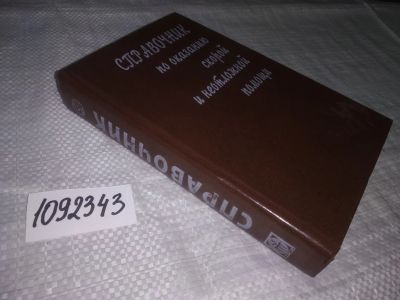 СПРАВОЧНИК
по оказанию
скорой
и неотложной
помощи
СПРАВОЧНИК
1092343